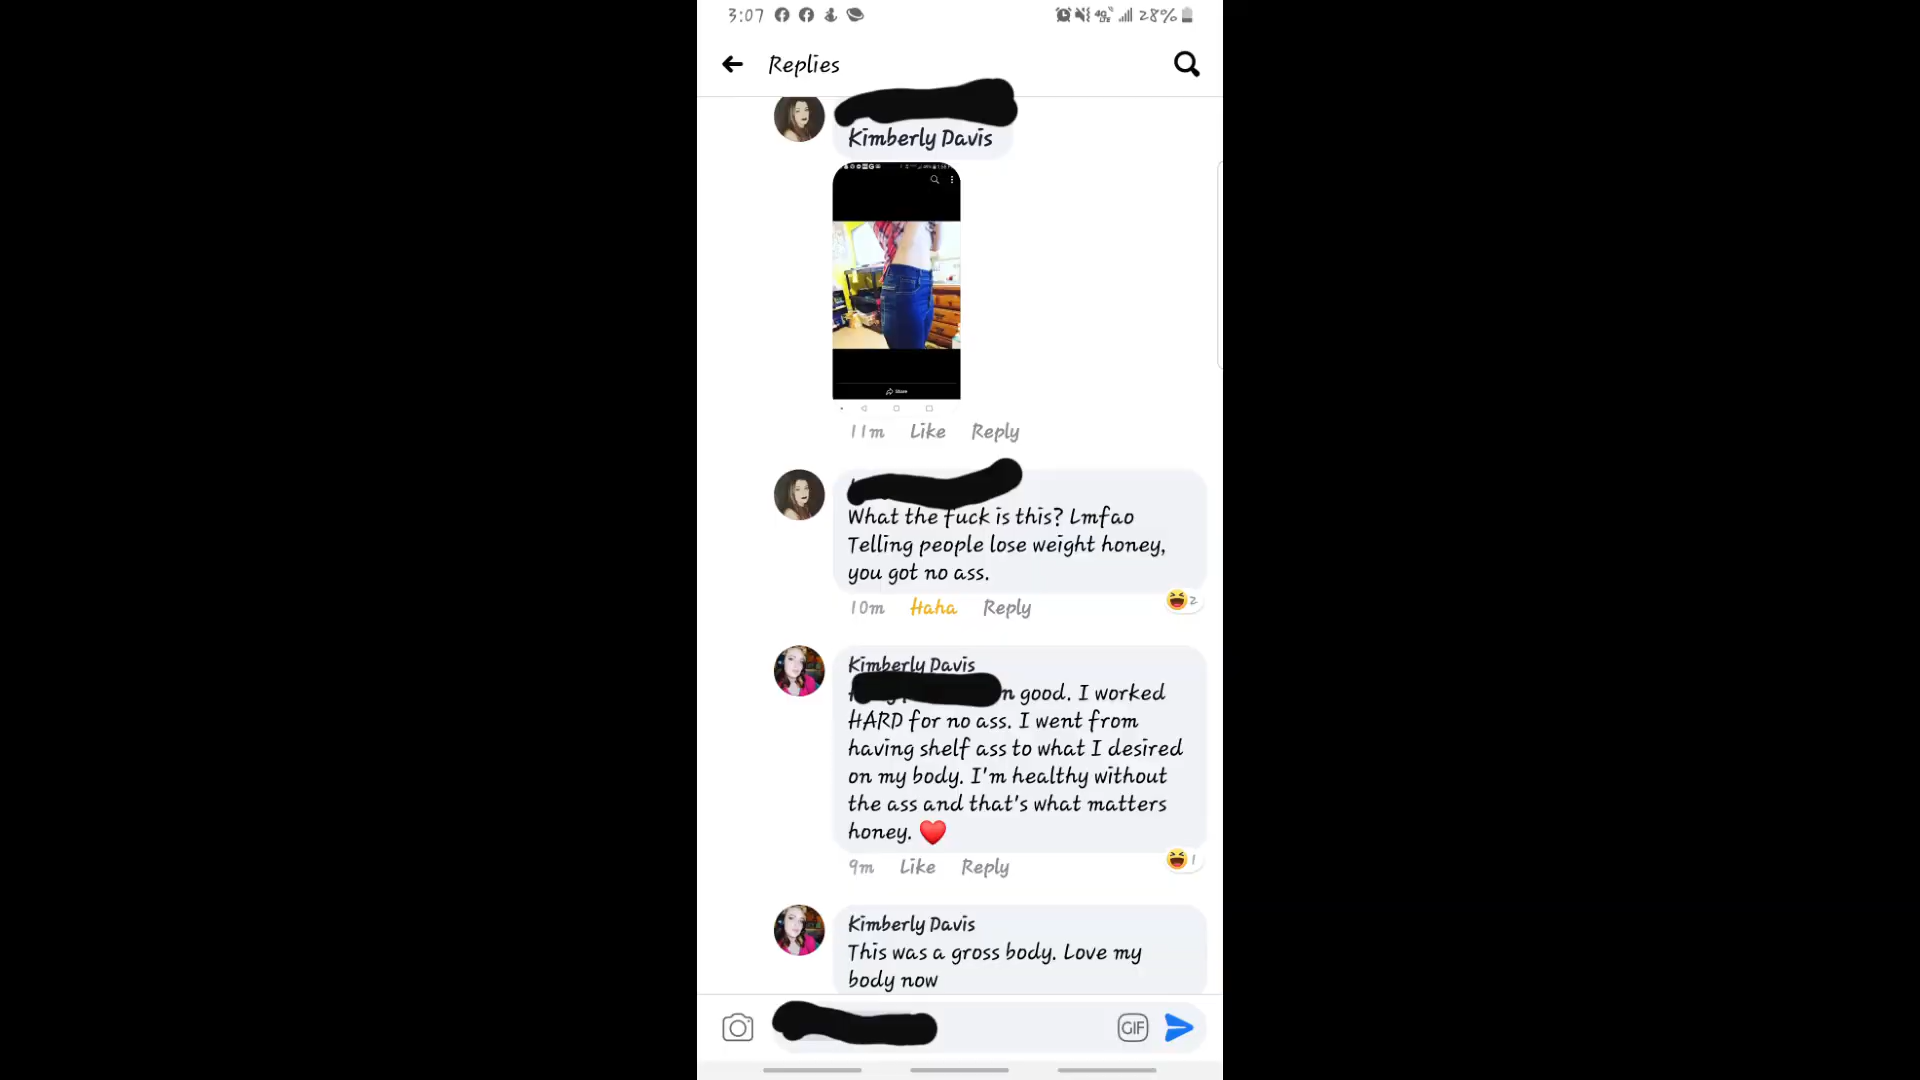 3:07 28%
Replies
Kimberly Davis
Share
11m Like Reply
What the fuck is this? Lmfao
Telling people lose weight honey,
you got no ass.
10m Haha Reply 2
Kimberly Davis
good. I worked
HARD for no ass. I went from
having shelf ass to what I desired
on my body. I'm healthy without
the ass and that's what matters
honey.
9m Like Reply 1
Kimberly Davis
This was a gross body. Love my
body now
GIF